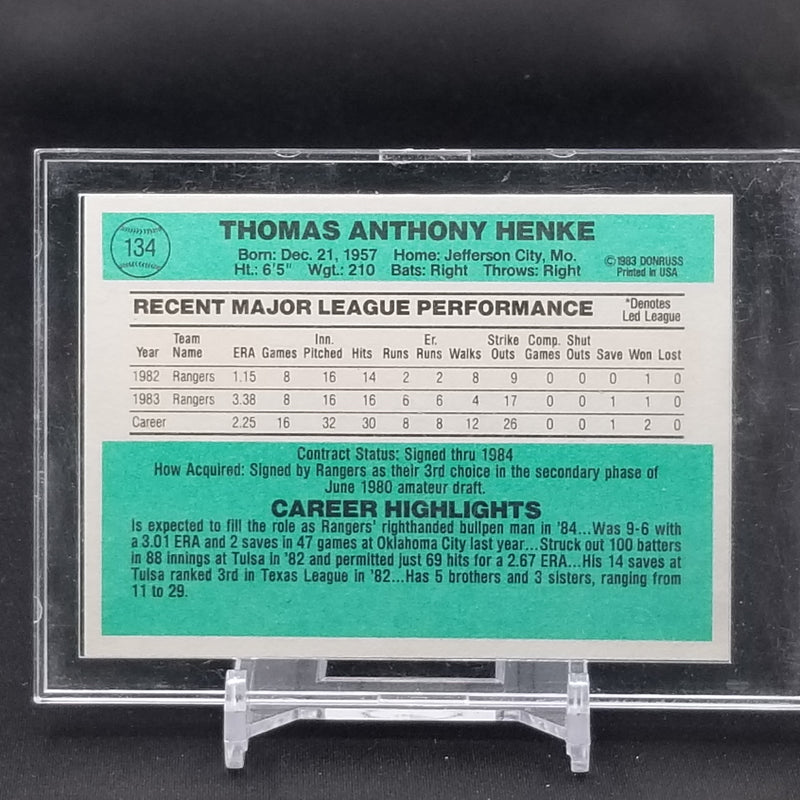 134
THOMAS ANTHONY HENKE
Born: Dec. 21, 1957 Home: Jefferson City, Mo.
Ht.: 6'5" Wgt.: 210 Bats: Right Throws: Right
©1983 DONRUSS
Printed in USA
RECENT MAJOR LEAGUE PERFORMANCE
*Denotes
Led League
Year Team Name ERA Games Inn. Pitched Hits Runs Er. Runs Walks Strike Outs Comp. Games Shut Outs Save Won Lost
1982 Rangers 1.15 8 16 14 2 2 8 9 0 0 0 1 0
1983 Rangers 3.38 8 16 16 6 6 4 17 0 0 1 1 0
Career 2.25 16 32 30 8 8 12 26 0 0 1 2 0
Contract Status: Signed thru 1984
How Acquired: Signed by Rangers as their 3rd choice in the secondary phase of
June 1980 amateur draft.
CAREER HIGHLIGHTS
Is expected to fill the role as Rangers' righthanded bullpen man in '84...Was 9-6 with
a 3.01 ERA and 2 saves in 47 games at Oklahoma City last year...Struck out 100 batters
in 88 innings at Tulsa in '82 and permitted just 69 hits for a 2.67 ERA...His 14 saves at
Tulsa ranked 3rd in Texas League in '82...Has 5 brothers and 3 sisters, ranging from
11 to 29.